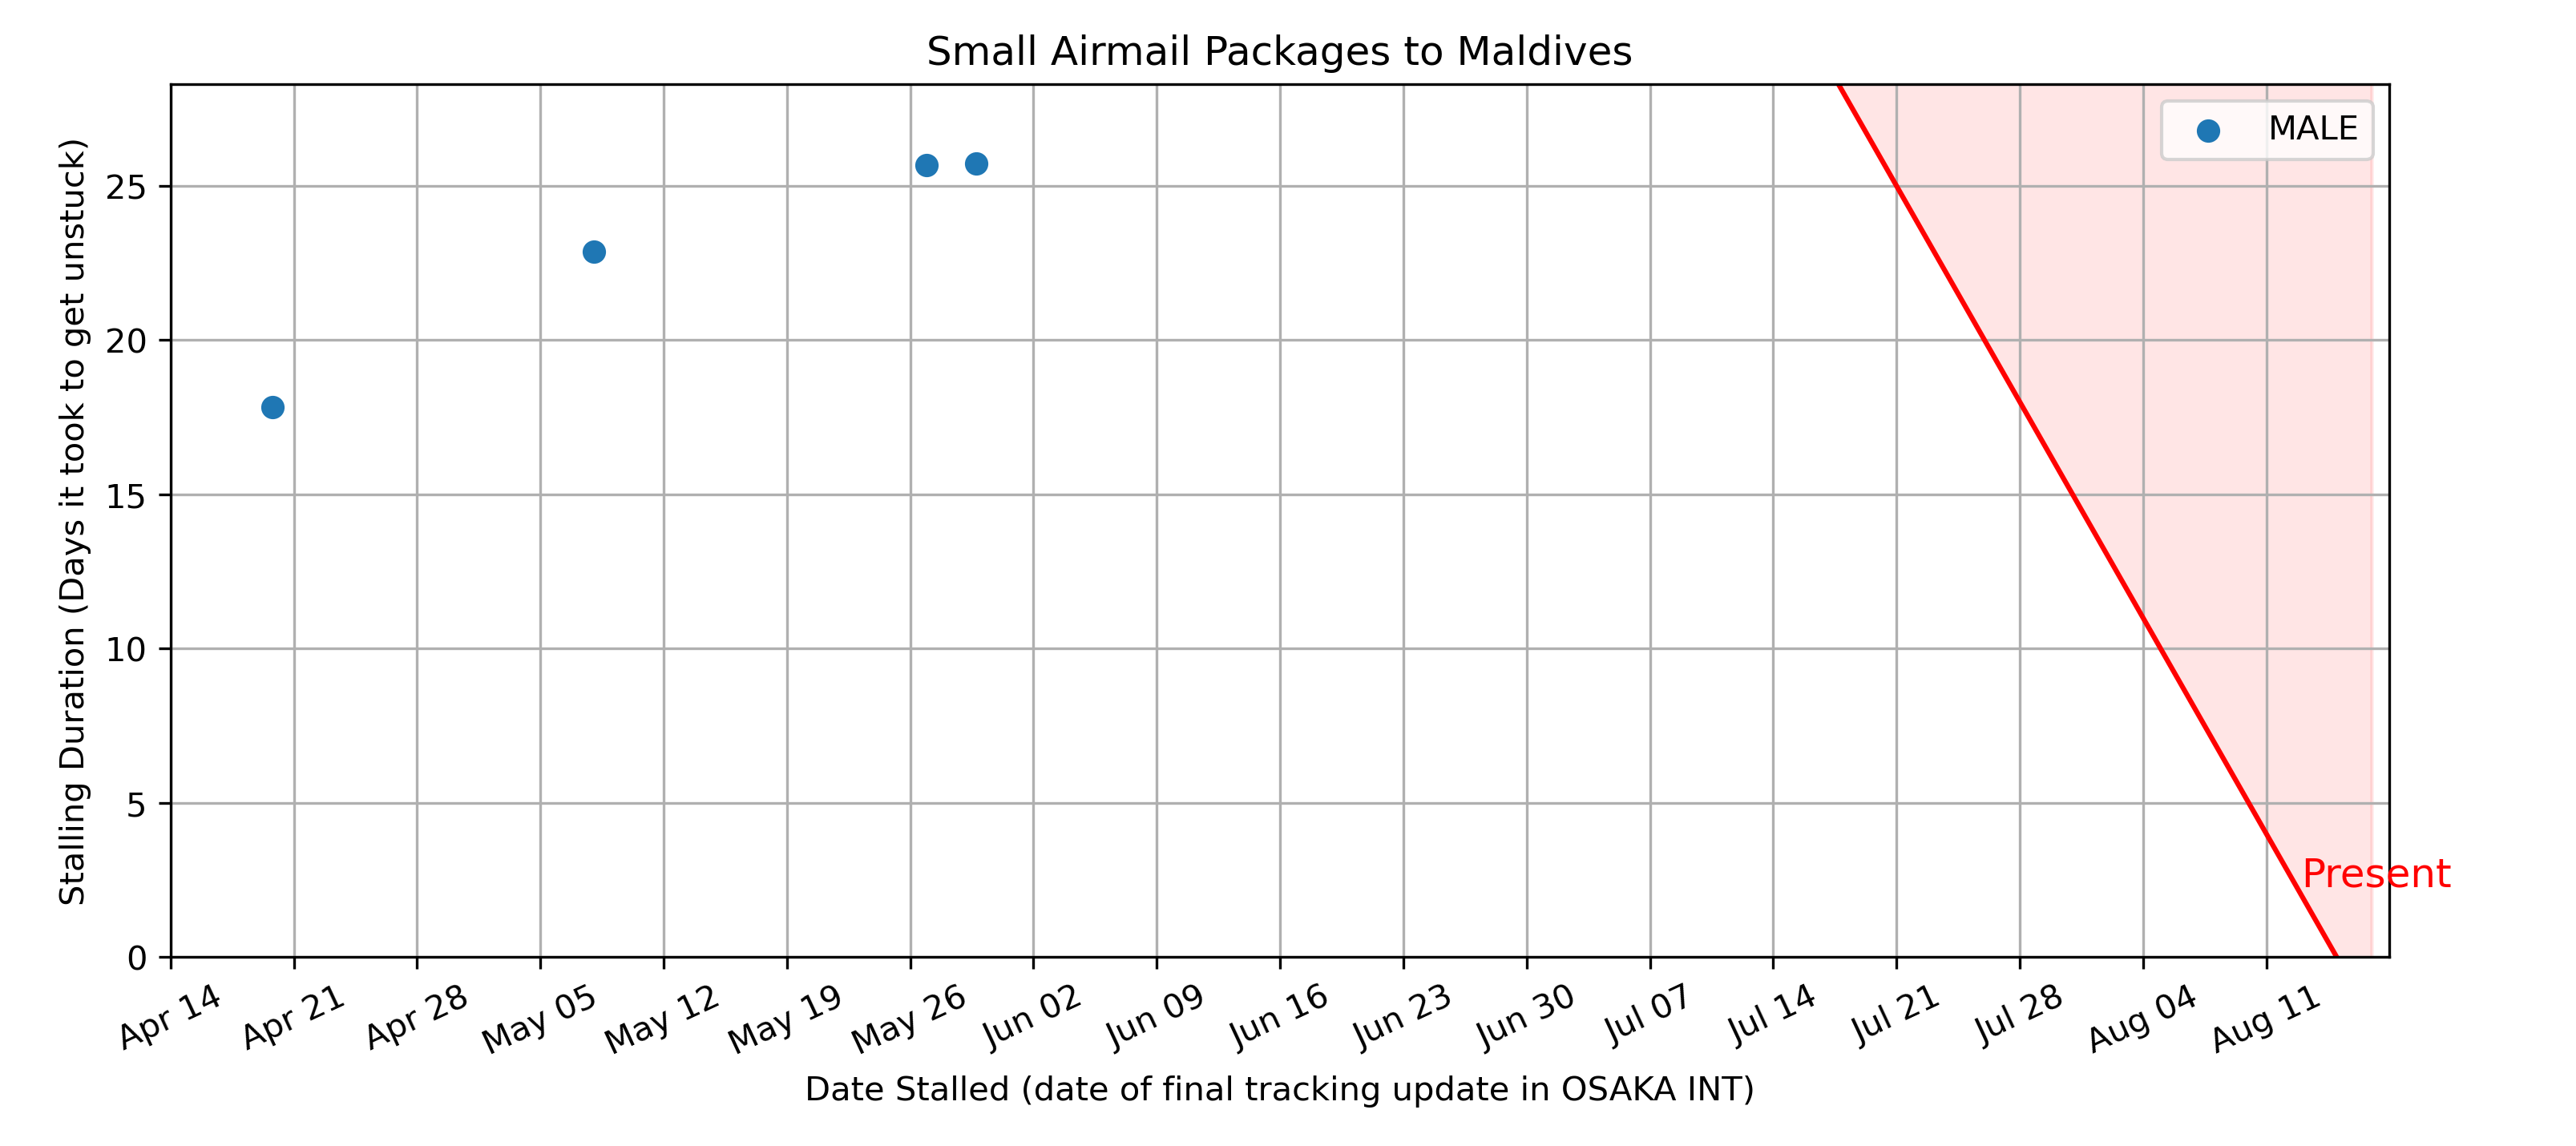 Small Airmail Packages to Maldives
MALE
Stalling Duration (Days it took to get unstuck)
25
20
15
10
5
0
Present
Apr 14 Apr 21 Apr 28 May 05 May 12 May 19 May 26 Jun 02 Jun 09 Jun 16 Jun 23 Jun 30 Jul 07 Jul 14 Jul 21 Jul 28 Aug 04 Aug 11
Date Stalled (date of final tracking update in OSAKA INT)